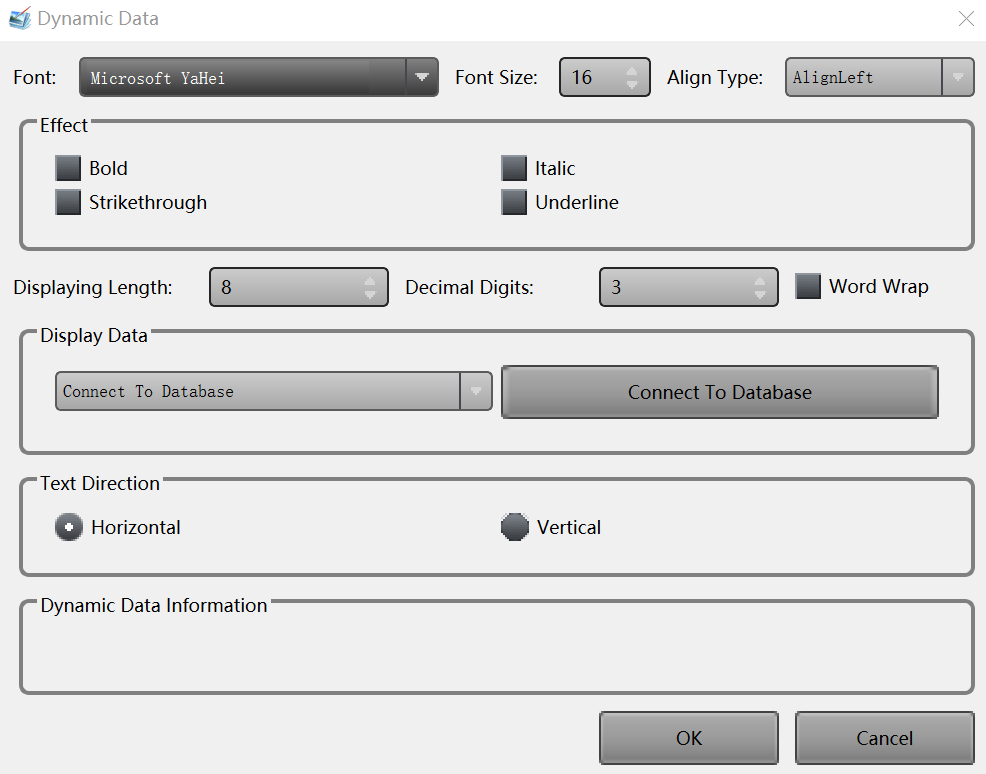 Dynamic Data
Font: Microsoft YaHei Font Size: 16 Align Type: AlignLeft
Effect
Bold Italic
Strikethrough Underline
Displaying Length: 8 Decimal Digits: 3 Word Wrap
Display Data
Connect To Database Connect To Database
Text Direction
Horizontal Vertical
Dynamic Data Information
OK Cancel